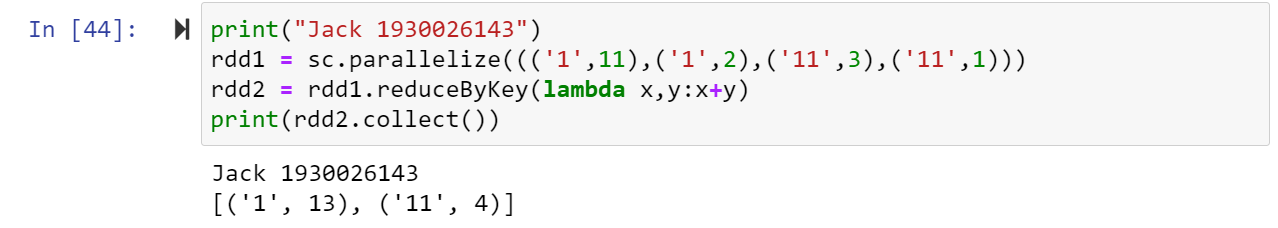 In [44]:
print("Jack 1930026143")
rdd1 = sc.parallelize((('1',11),('1',2),('11',3),('11',1)))
rdd2 = rdd1.reduceByKey(lambda x,y:x+y)
print(rdd2.collect())
Jack 1930026143
[('1', 13), ('11', 4)]